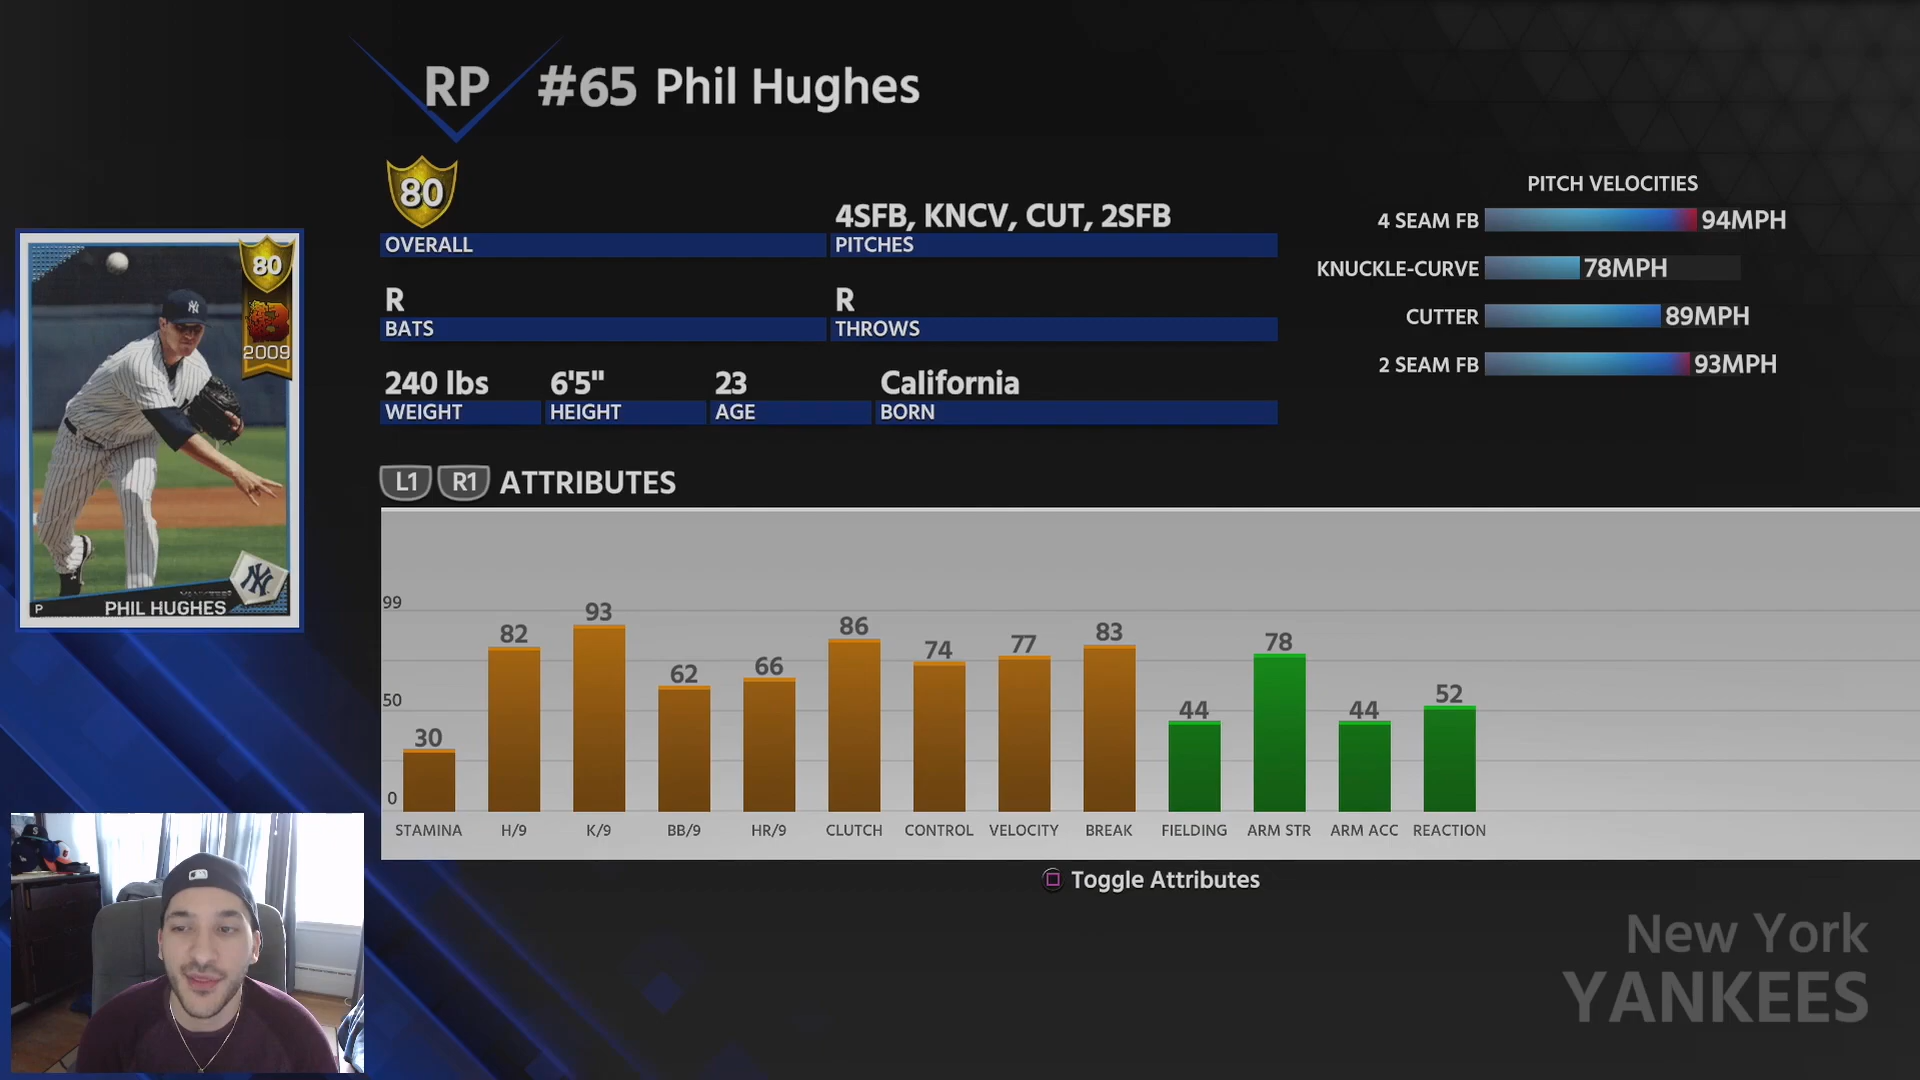 RP #65 Phil Hughes
80
OVERALL
4SFB, KNCV, CUT, 2SFB
PITCHES
R
BATS
R
THROWS
240 lbs
WEIGHT
6'5"
HEIGHT
23
AGE
California
BORN
PITCH VELOCITIES
4 SEAM FB 94MPH
KNUCKLE-CURVE 78MPH
CUTTER 89MPH
2 SEAM FB 93MPH
80
2009
YANKEES
P PHIL HUGHES
L1 R1 ATTRIBUTES
99
50
0
30 82 93 62 66 86 74 77 83 44 78 44 52
STAMINA H/9 K/9 BB/9 HR/9 CLUTCH CONTROL VELOCITY BREAK FIELDING ARM STR ARM ACC REACTION
Toggle Attributes
New York
YANKEES